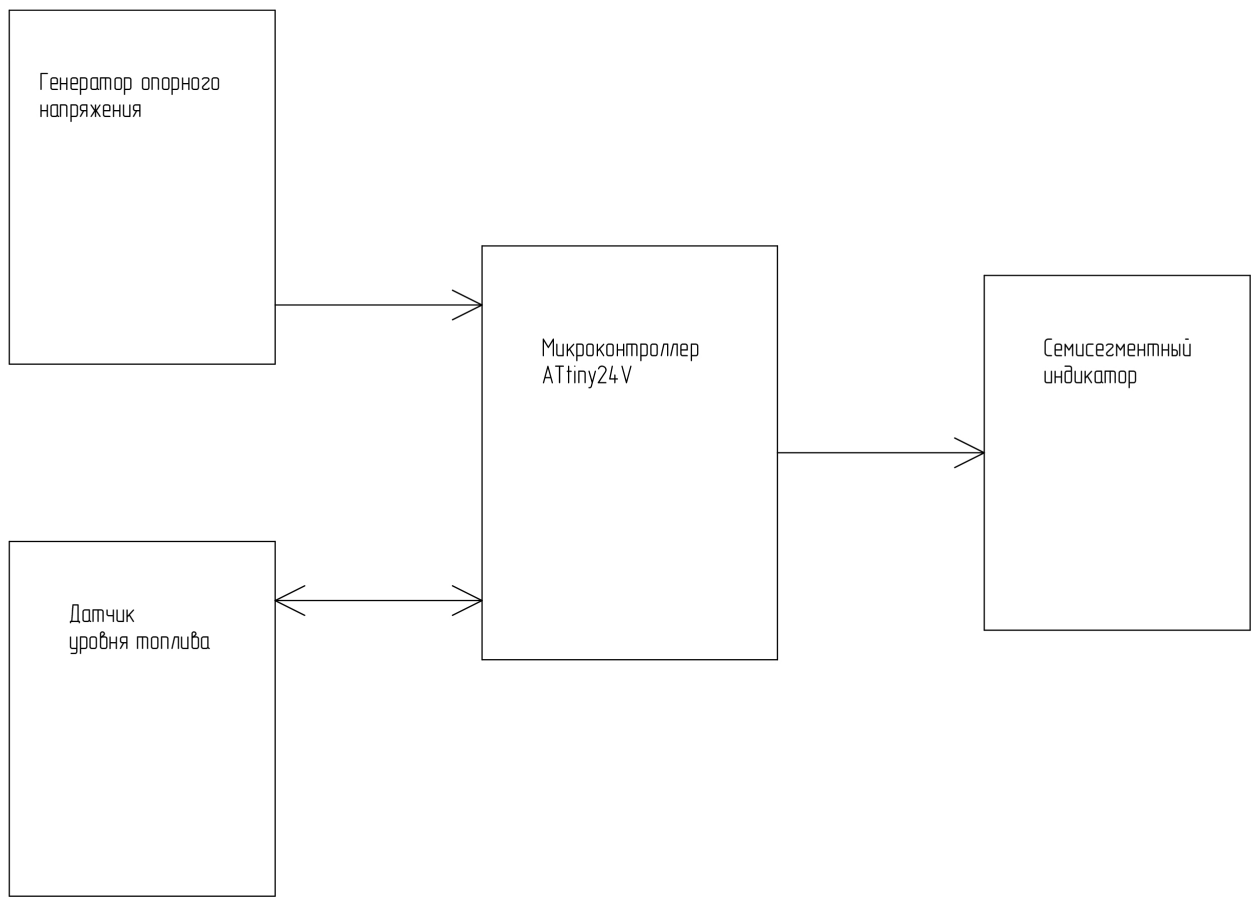 Генератор опорного
напряжения
Микроконтроллер
ATtiny24V
Семисегментный
индикатор
Датчик
уровня топлива